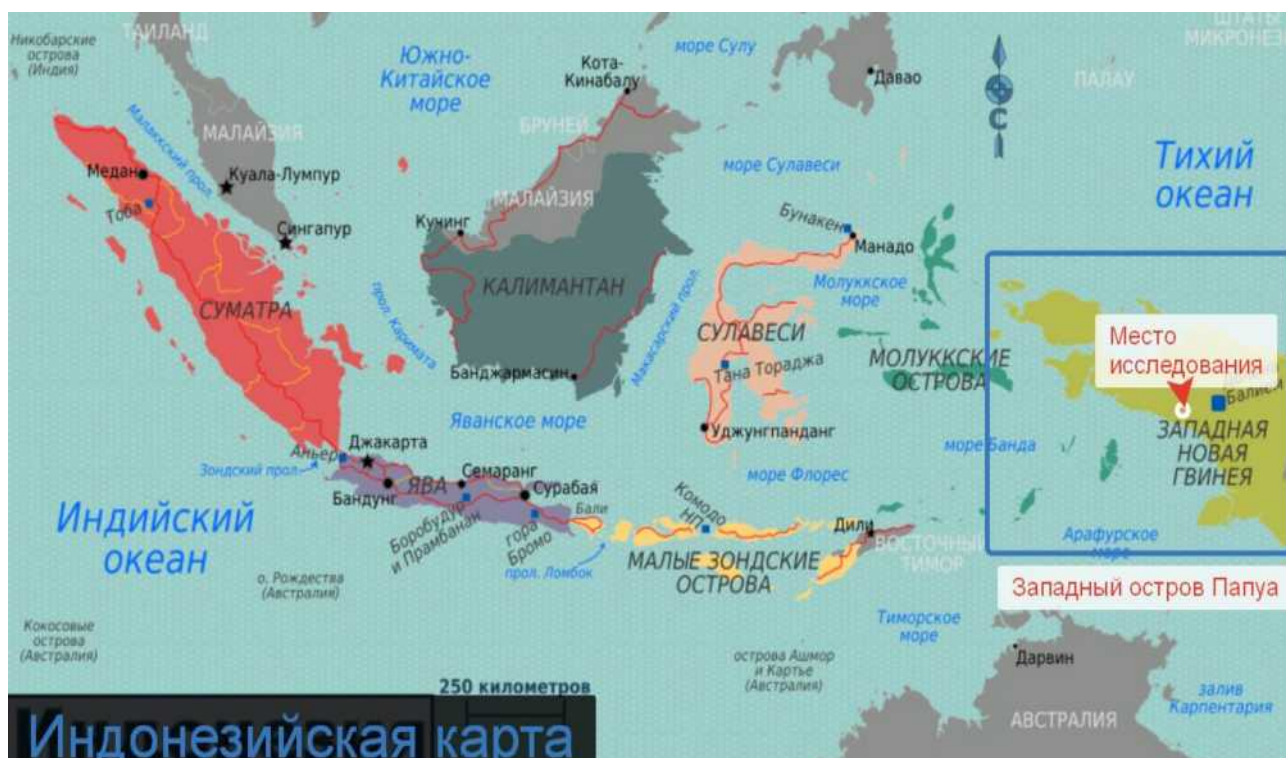 Никобарские
острова
(Индия)
ТАИЛАНД
Южно-
Китайское
море
море Сулу
Кота-
Кинабалу
Давао
С
ШТАТЫ
ПАЛАУ
Малаккский прол.
МАЛАЙЗИЯ
БРУНЕЙ
море Сулавеси
Тихий
океан
Медан
Куала-Лумпур
МАЛАЙЗИЯ
Тоба
Сингапур
Кучинг
Бунакен
Манадо
СУМАТРА
КАЛИМАНТАН
прол. Каримата
Макасарский прол.
Молуккское
море
СУЛАВЕСИ
Тана Тораджа
МОЛУККСКИЕ
ОСТРОВА
Место
исследования
Балием
Банджармасин
Яванское море
Уджунгпанданг
море Банда
ЗАПАДНАЯ
НОВАЯ
ГВИНЕЯ
Джакарта
Аньер
Зондский прол.
ЯВА
Семаранг
Бандунг
Сурабая
море Флорес
Индийский
океан
Боробудур
и Прамбанан
гора
Бромо
Бали
прол. Ломбок
Комодо
НП
МАЛЫЕ ЗОНДСКИЕ
ОСТРОВА
Дили
ВОСТОЧНЫЙ
ТИМОР
Арафурское
море
о. Рождества
(Австралия)
Западный остров Папуа
Кокосовые
острова
(Австралия)
Тиморское
море
острова Ашмор
и Картье
(Австралия)
Дарвин
залив
Карпентария
АВСТРАЛИЯ
250 километров
Индонезийская карта